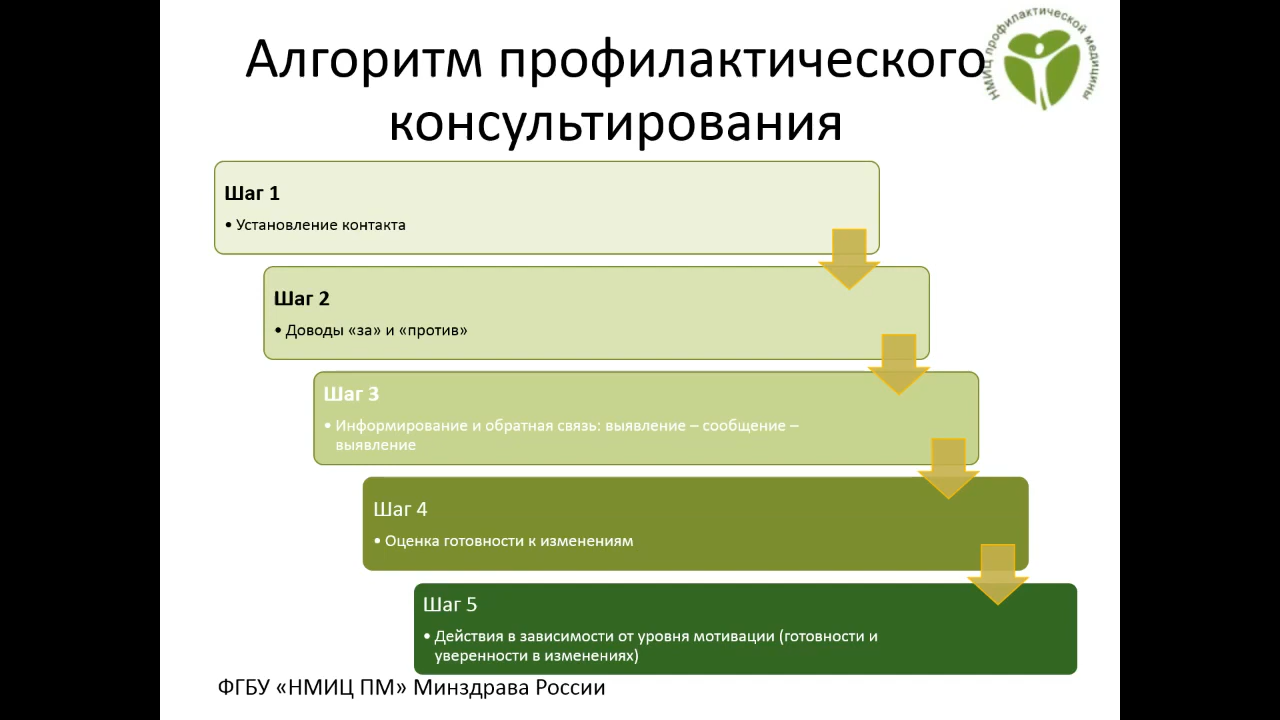 Алгоритм профилактического
консультирования
НМИЦ профилактической медицины
Шаг 1
• Установление контакта
Шаг 2
• Доводы «за» и «против»
Шаг 3
• Информирование и обратная связь: выявление – сообщение –
выявление
Шаг 4
• Оценка готовности к изменениям
Шаг 5
• Действия в зависимости от уровня мотивации (готовности и
уверенности в изменениях)
ФГБУ «НМИЦ ПМ» Минздрава России